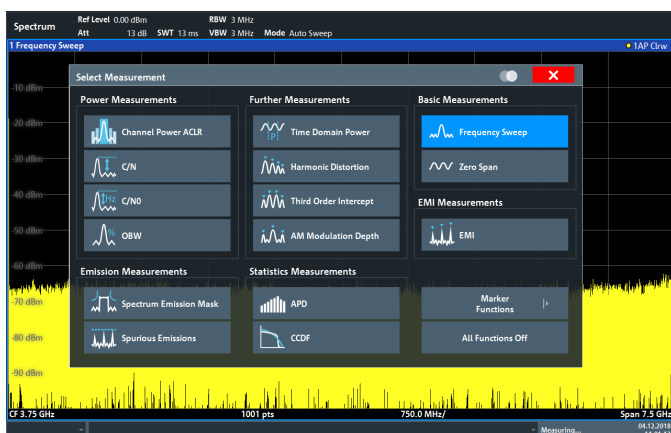 Spectrum
Ref Level 0.00 dBm RBW 3 MHz
Att 13 dB SWT 13 ms VBW 3 MHz Mode Auto Sweep
1 Frequency Sweep 1AP Clrw
Select Measurement
Power Measurements Further Measurements Basic Measurements
Channel Power ACLR Time Domain Power Frequency Sweep
C/N Harmonic Distortion Zero Span
C/N0 Third Order Intercept EMI Measurements
OBW AM Modulation Depth EMI
Emission Measurements Statistics Measurements
Spectrum Emission Mask APD Marker Functions
Spurious Emissions CCDF All Functions Off
-10 dBm
-20 dBm
-30 dBm
-40 dBm
-50 dBm
-60 dBm
-70 dBm
-80 dBm
-90 dBm
CF 3.75 GHz 1001 pts 750.0 MHz/ Span 7.5 GHz
Measuring...